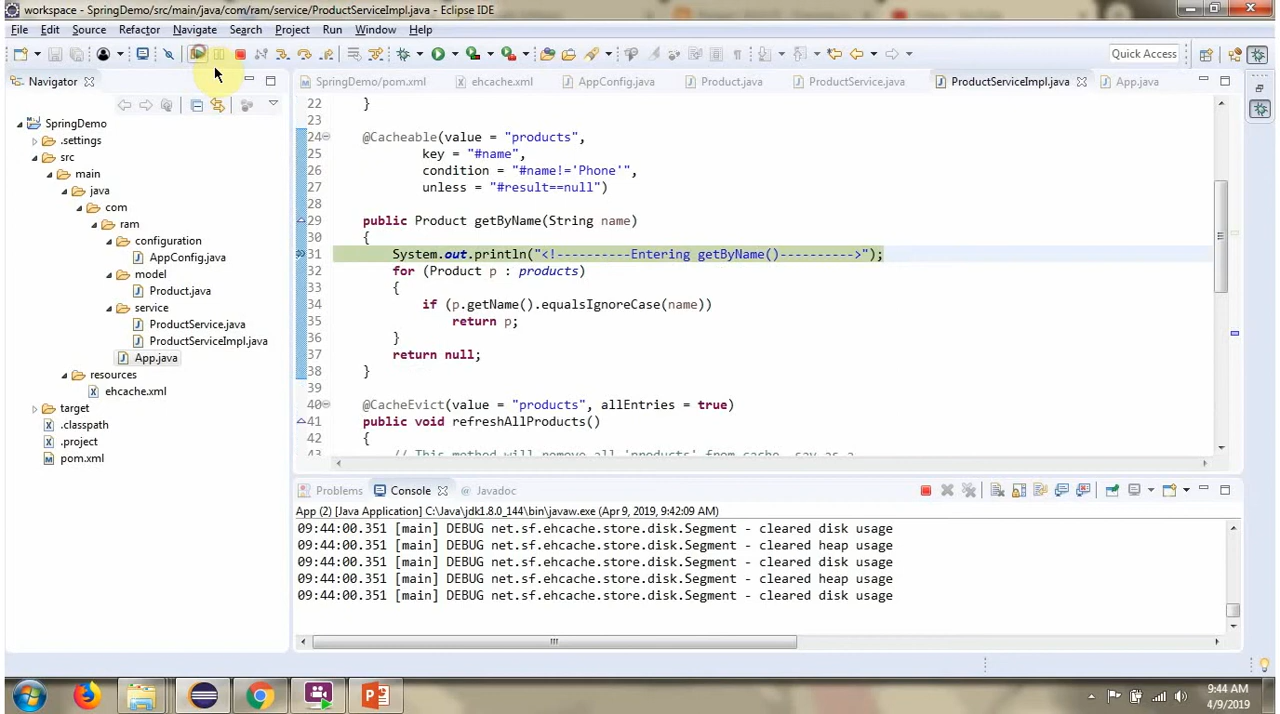 workspace - SpringDemo/src/main/java/com/ram/service/ProductServiceImpl.java - Eclipse IDE
File Edit Source Refactor Navigate Search Project Run Window Help
Quick Access
Navigator
SpringDemo/pom.xml ehcache.xml AppConfig.java Product.java ProductService.java ProductServiceImpl.java App.java
SpringDemo
.settings
src
main
java
com
ram
configuration
AppConfig.java
model
Product.java
service
ProductService.java
ProductServiceImpl.java
App.java
resources
ehcache.xml
target
.classpath
.project
pom.xml
22 }
23
24 @Cacheable(value = "products",
25 key = "#name",
26 condition = "#name!='Phone'",
27 unless = "#result==null")
28
29 public Product getByName(String name)
30 {
31 System.out.println("<!----------Entering getByName()---------->");
32 for (Product p : products)
33 {
34 if (p.getName().equalsIgnoreCase(name))
35 return p;
36 }
37 return null;
38 }
39
40 @CacheEvict(value = "products", allEntries = true)
41 public void refreshAllProducts()
42 {
43 // This method will remove all 'products' from cache, say as a
Problems Console Javadoc
App (2) [Java Application] C:\Java\jdk1.8.0_144\bin\javaw.exe (Apr 9, 2019, 9:42:09 AM)
09:44:00.351 [main] DEBUG net.sf.ehcache.store.disk.Segment - cleared disk usage
09:44:00.351 [main] DEBUG net.sf.ehcache.store.disk.Segment - cleared heap usage
09:44:00.351 [main] DEBUG net.sf.ehcache.store.disk.Segment - cleared disk usage
09:44:00.351 [main] DEBUG net.sf.ehcache.store.disk.Segment - cleared heap usage
09:44:00.351 [main] DEBUG net.sf.ehcache.store.disk.Segment - cleared disk usage
9:44 AM
4/9/2019